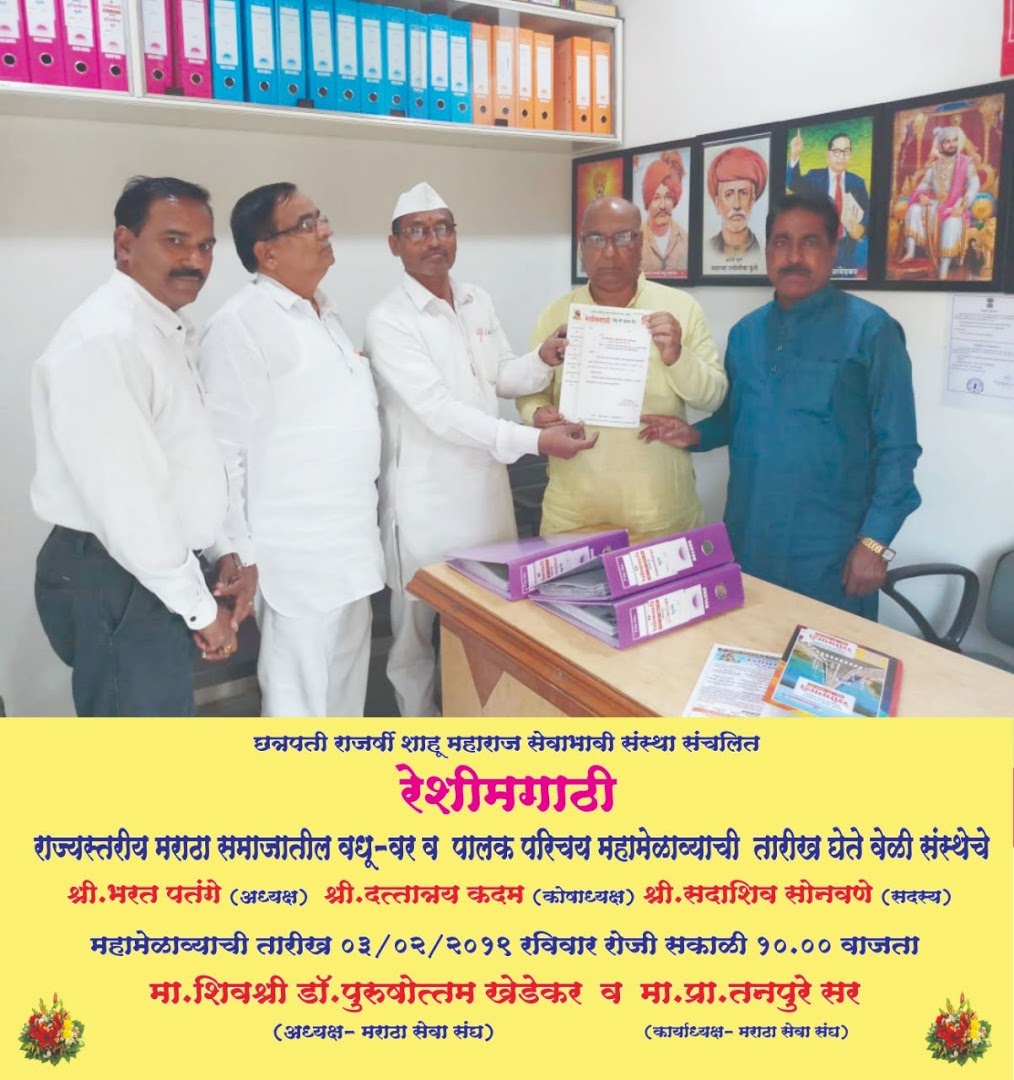 महात्मा ज्योतीबा फुले
आंबेडकर
छत्रपती राजर्षी शाहू महाराज सेवाभावी संस्था संचलित
रेशीमगाठी
राज्यस्तरीय मराठा समाजातील वधू-वर व पालक परिचय महामेळाव्याची तारीख घेते वेळी संस्थेचे
श्री.भरत पतंगे (अध्यक्ष) श्री.दत्तात्रय कदम (कोषाध्यक्ष) श्री.सदाशिव सोनवणे (सदस्य)
महामेळाव्याची तारीख ०३/०२/२०१९ रविवार रोजी सकाळी १०.०० वाजता
मा.शिवश्री डॉ.पुरुषोत्तम खेडेकर व मा.प्रा.तनपुरे सर
(अध्यक्ष- मराठा सेवा संघ) (कार्याध्यक्ष- मराठा सेवा संघ)